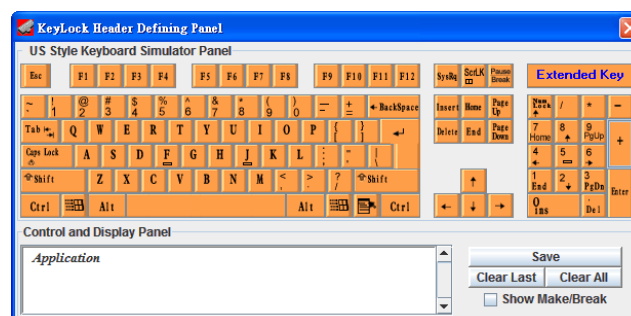 KeyLock Header Defining Panel
US Style Keyboard Simulator Panel
Esc F1 F2 F3 F4 F5 F6 F7 F8 F9 F10 F11 F12 SysRq ScrLK Pause Break Extended Key
~ ` ! 1 @ 2 # 3 $ 4 % 5 ^ 6 & 7 * 8 ( 9 ) 0 _ - + = BackSpace Insert Home Page Up Num Lock / * -
Tab Q W E R T Y U I O P { [ } ] Delete End Page Down 7 Home 8 9 PgUp +
Caps Lock A S D F G H J K L : ; " ' | \ 4 5 6
Shift Z X C V B N M < , > . ? / Shift 1 End 2 3 PgDn Enter
Ctrl Alt Alt Ctrl 0 Ins . Del
Control and Display Panel
Application
Save
Clear Last Clear All
Show Make/Break